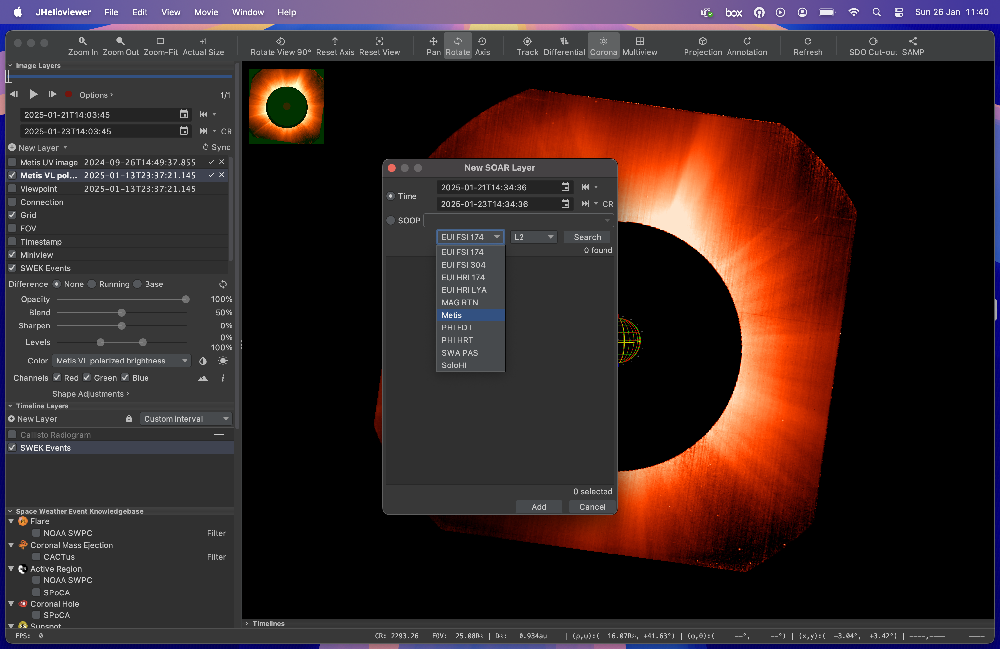 JHelioviewer File Edit View Movie Window Help box Sun 26 Jan 11:40
+1
Zoom In Zoom Out Zoom-Fit Actual Size Rotate View 90° Reset Axis Reset View Pan Rotate Axis Track Differential Corona Multiview Projection Annotation Refresh SDO Cut-out SAMP
Image Layers
Options > 1/1
2025-01-21T14:03:45
2025-01-23T14:03:45 CR
New Layer Sync
Metis UV image 2024-09-26T14:49:37.855
Metis VL pol... 2025-01-13T23:37:21.145
Viewpoint 2025-01-13T23:37:21.145
Connection
Grid
FOV
Timestamp
Miniview
SWEK Events
Difference None Running Base
Opacity 100%
Blend 50%
Sharpen 0%
Levels 0%
100%
Color Metis VL polarized brightness
Channels Red Green Blue i
Shape Adjustments >
Timeline Layers
New Layer Custom interval
Callisto Radiogram
SWEK Events
Space Weather Event Knowledgebase
FL Flare
NOAA SWPC Filter
Coronal Mass Ejection
CACTus Filter
AR Active Region
NOAA SWPC
SPoCA
CH Coronal Hole
SPoCA
SS Sunspot
New SOAR Layer
Time 2025-01-21T14:34:36
2025-01-23T14:34:36 CR
SOOP
EUI FSI 174 L2 Search
0 found
EUI FSI 174
EUI FSI 304
EUI HRI 174
EUI HRI LYA
MAG RTN
Metis
PHI FDT
PHI HRT
SWA PAS
SoloHI
0 selected
Add Cancel
Timelines
FPS: 0 CR: 2293.26 FOV: 25.08R☉ | D☉: 0.934au | (ρ,ψ):( 16.07R☉, +41.63°) | (φ,θ):( --°, --°) | (x,y):( -3.04°, +3.42°) | ----,---- ----